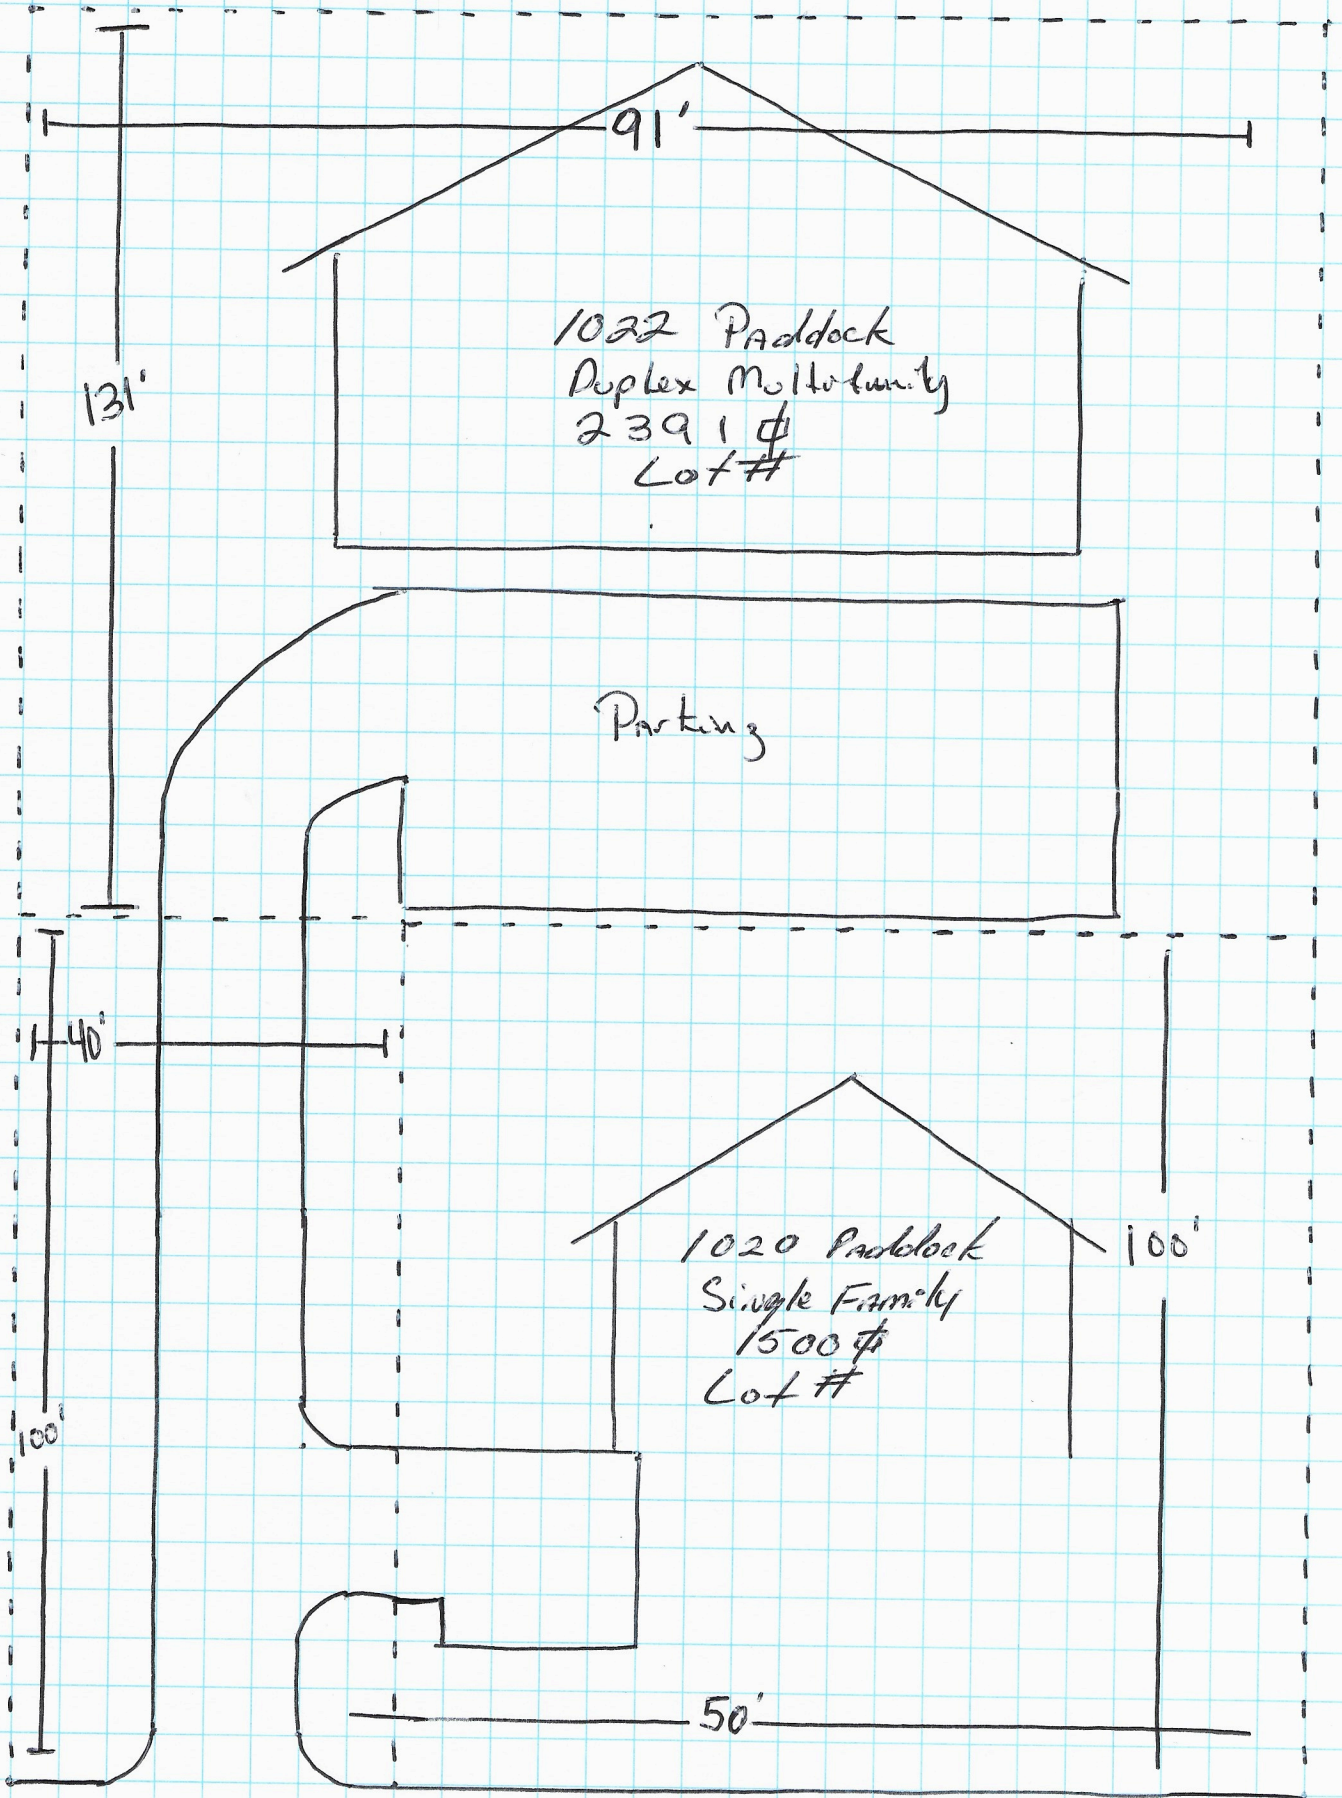 91'
1022 Paddock
Duplex Multifamily
2391 ⌀
Lot #
131'
Parking
40'
1020 Paddock
Single Family
1500 ⌀
Lot #
100'
100'
50'